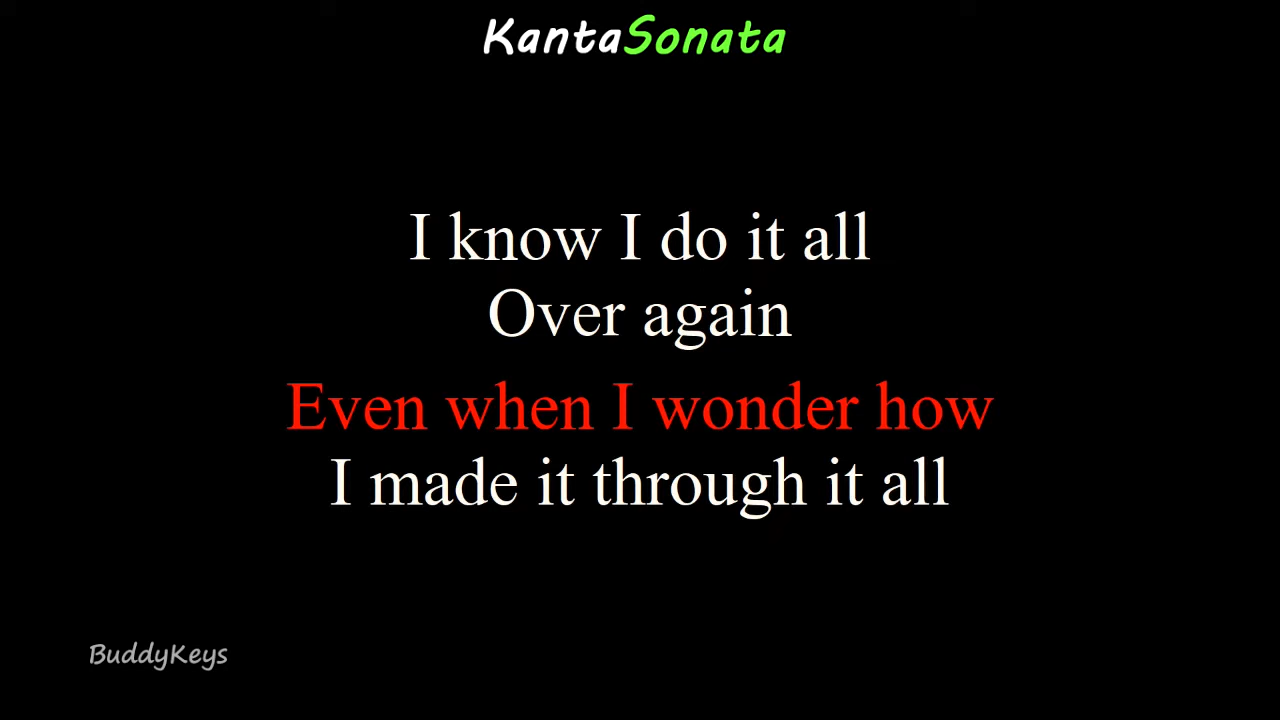 KantaSonata
I know I do it all
Over again
Even when I wonder how
I made it through it all
BuddyKeys